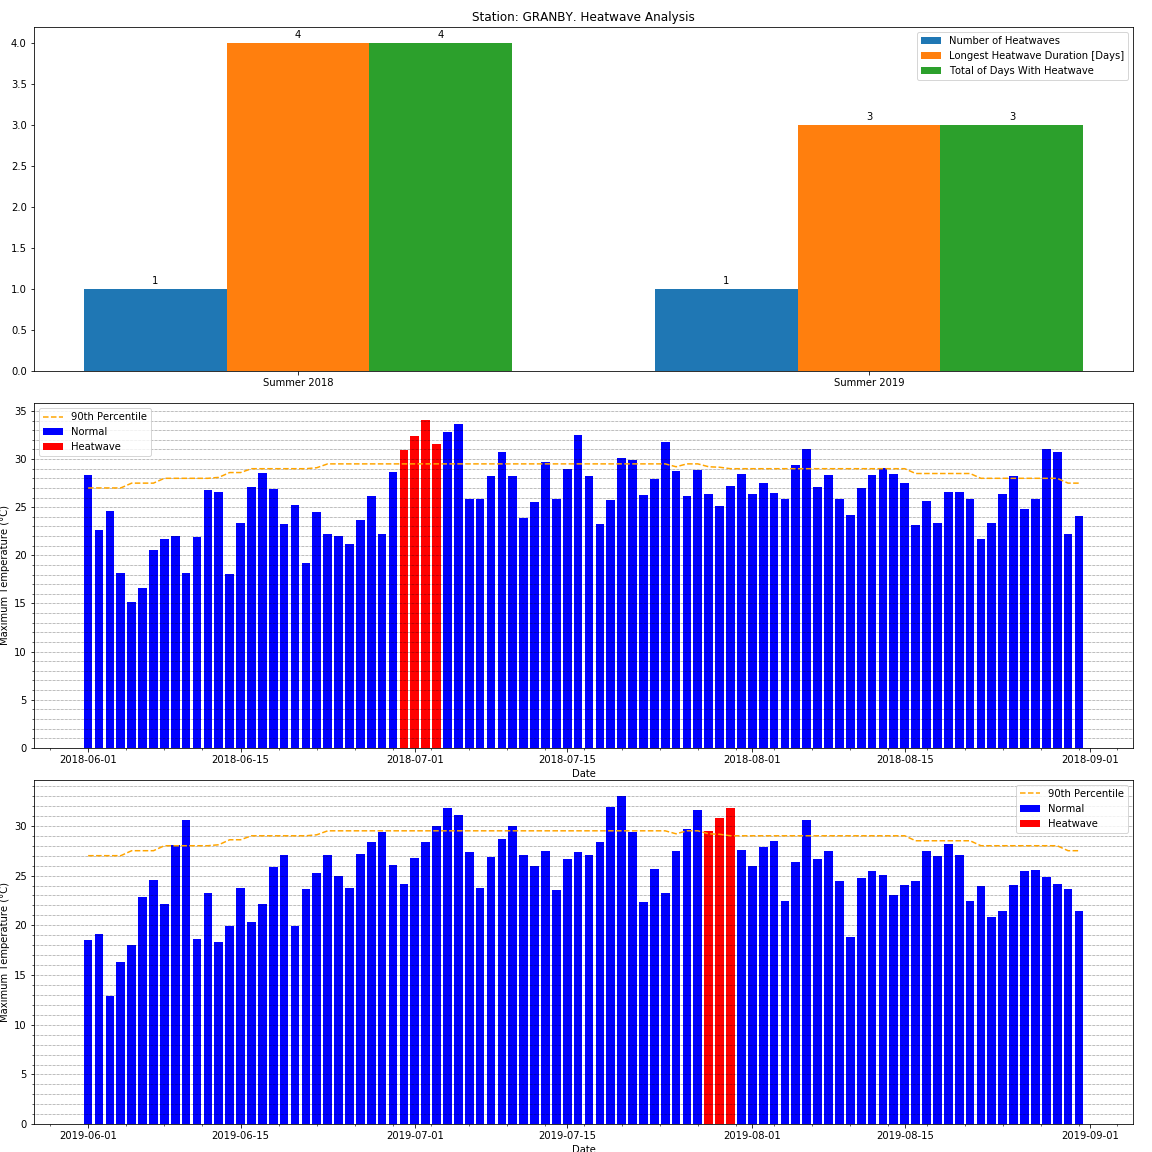 Station: GRANBY. Heatwave Analysis
4.0
3.5
3.0
2.5
2.0
1.5
1.0
0.5
0.0
1
4
4
1
3
3
Number of Heatwaves
Longest Heatwave Duration [Days]
Total of Days With Heatwave
Summer 2018
Summer 2019
Maximum Temperature (°C)
35
30
25
20
15
10
5
0
90th Percentile
Normal
Heatwave
2018-06-01
2018-06-15
2018-07-01
2018-07-15
2018-08-01
2018-08-15
2018-09-01
Date
Maximum Temperature (°C)
30
25
20
15
10
5
0
90th Percentile
Normal
Heatwave
2019-06-01
2019-06-15
2019-07-01
2019-07-15
2019-08-01
2019-08-15
2019-09-01
Date